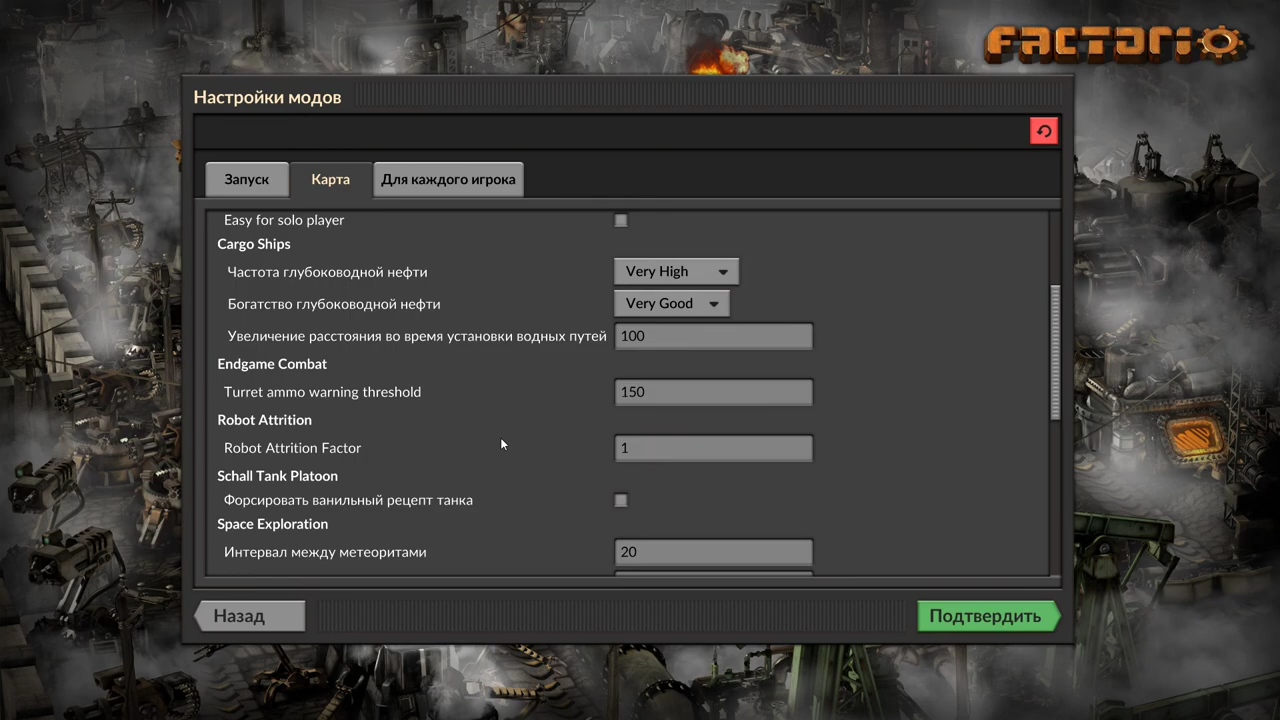 FACTORIO
Настройки модов
Запуск Карта Для каждого игрока
Easy for solo player
Cargo Ships
Частота глубоководной нефти Very High
Богатство глубоководной нефти Very Good
Увеличение расстояния во время установки водных путей 100
Endgame Combat
Turret ammo warning threshold 150
Robot Attrition
Robot Attrition Factor 1
Schall Tank Platoon
Форсировать ванильный рецепт танка
Space Exploration
Интервал между метеоритами 20
Назад Подтвердить